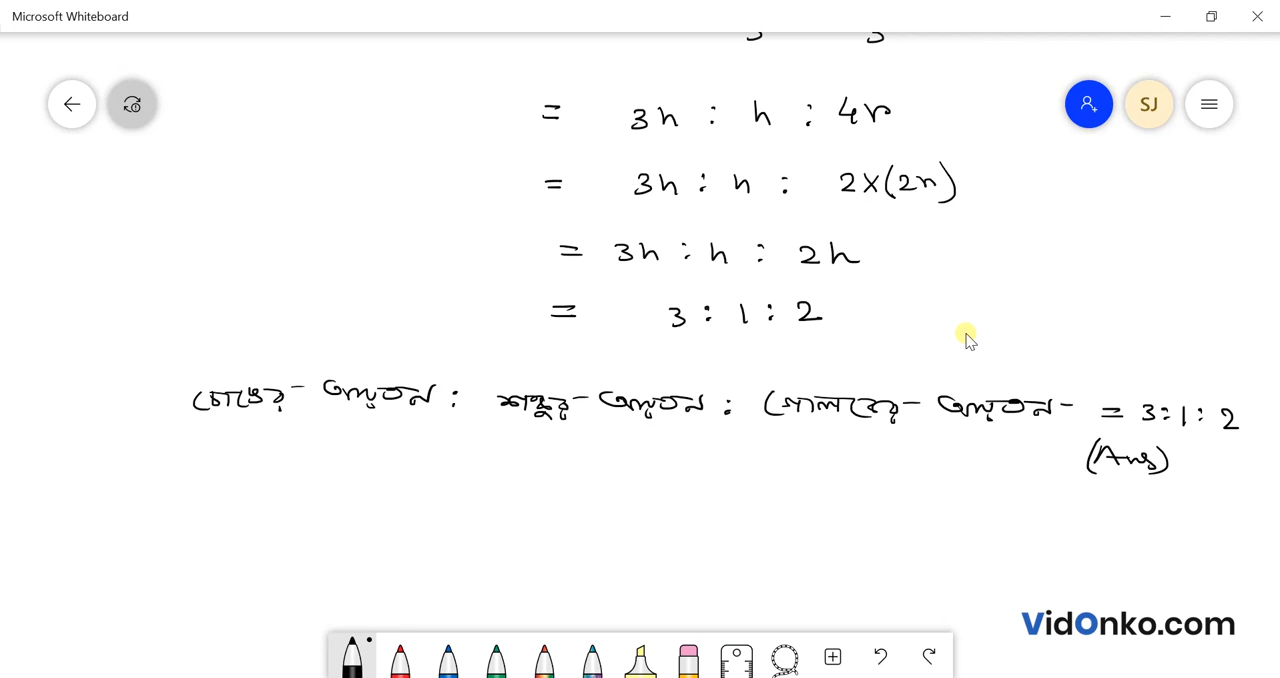 Microsoft Whiteboard
SJ
= 3h : h : 4r
= 3h : h : 2×(2r)
= 3h : h : 2h
= 3 : 1 : 2
চোঙের আয়তন : শঙ্কুর আয়তন : গোলকের আয়তন = 3:1:2
(Ans)
VidOnko.com